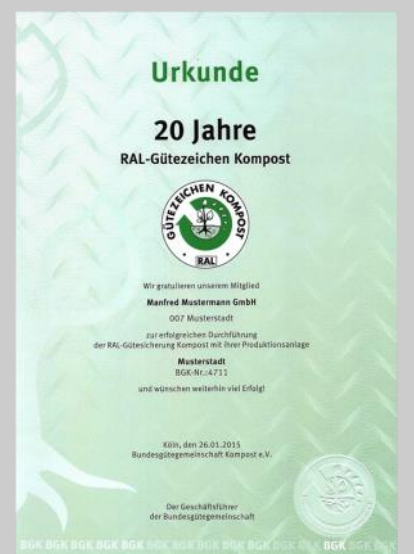 Urkunde
20 Jahre
RAL-Gütezeichen Kompost
GÜTEZEICHEN KOMPOST
RAL
Wir gratulieren unserem Mitglied
Manfred Mustermann GmbH
007 Musterstadt
zur erfolgreichen Durchführung
der RAL-Gütesicherung Kompost mit ihrer Produktionsanlage
Musterstadt
BGK-Nr.:4711
und wünschen weiterhin viel Erfolg!
Köln, den 26.01.2015
Bundesgütegemeinschaft Kompost e.V.
Der Geschäftsführer
der Bundesgütegemeinschaft
BGK BGK BGK BGK BGK BGK BGK BGK BGK BGK BGK BGK BGK BGK